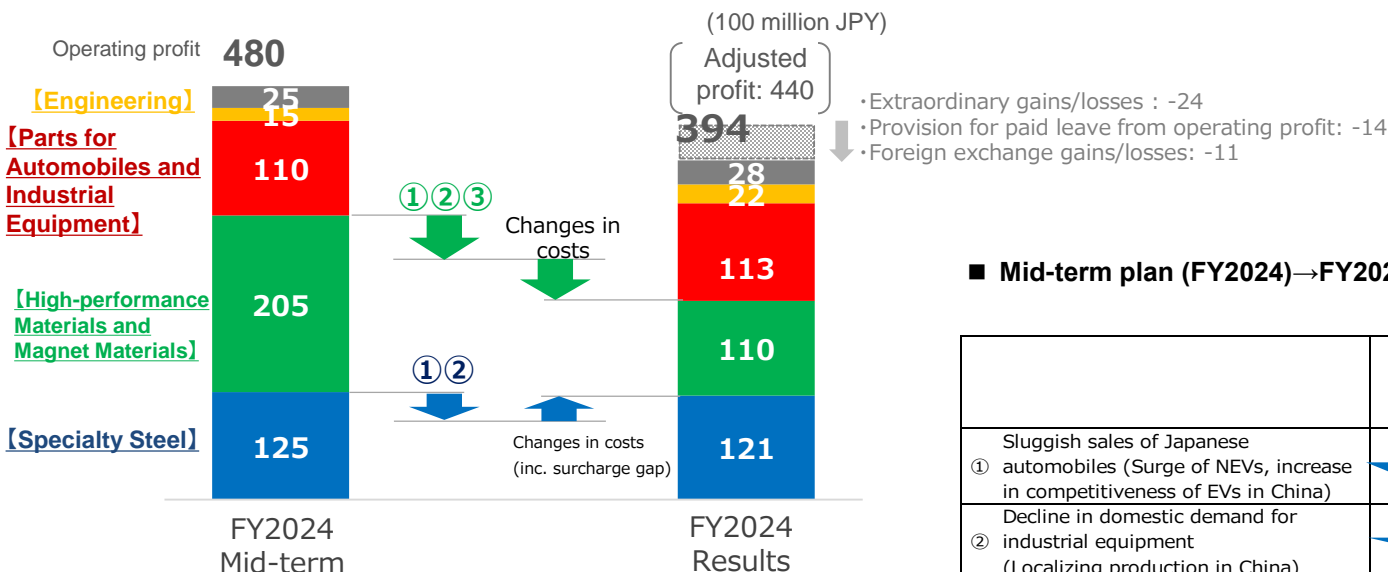 (100 million JPY)
Operating profit 480
Adjusted
profit: 440
394
・Extraordinary gains/losses : -24
・Provision for paid leave from operating profit: -14
・Foreign exchange gains/losses: -11
【Engineering】
【Parts for
Automobiles and
Industrial
Equipment】
【High-performance
Materials and
Magnet Materials】
【Specialty Steel】
25
15
110
205
125
①②③
Changes in
costs
①②
Changes in costs
(inc. surcharge gap)
28
22
113
110
121
FY2024
Mid-term
FY2024
Results
■ Mid-term plan (FY2024)→
① Sluggish sales of Japanese
automobiles (Surge of NEVs, increase
in competitiveness of EVs in China)
② Decline in domestic demand for
industrial equipment
(Localizing production in China)